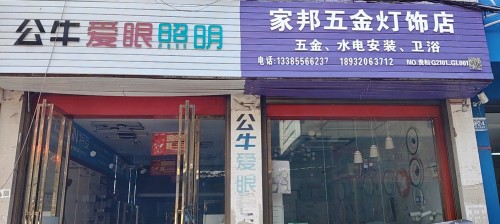 公牛爱眼照明
家邦五金灯饰店
五金、水电安装、卫浴
电话:13385566237 18932063712
公牛爱眼